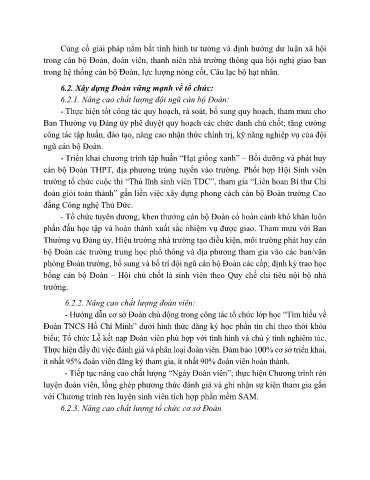 Củng cố giải pháp nắm bắt tình hình tư tưởng và định hướng dư luận xã hội
trong cán bộ Đoàn, đoàn viên, thanh niên nhà trường thông qua hội nghị giao ban
trong hệ thống cán bộ Đoàn, lực lượng nòng cốt, Câu lạc bộ hạt nhân.
6.2. Xây dựng Đoàn vững mạnh về tổ chức:
6.2.1. Nâng cao chất lượng đội ngũ cán bộ Đoàn:
- Thực hiện tốt công tác quy hoạch, rà soát, bổ sung quy hoạch, tham mưu cho
Ban Thường vụ Đảng ủy phê duyệt quy hoạch các chức danh chủ chốt; tăng cường
công tác tập huấn, đào tạo, nâng cao nhận thức chính trị, kỹ năng nghiệp vụ của đội
ngũ cán bộ Đoàn.
- Triển khai chương trình tập huấn “Hạt giống xanh” – Bồi dưỡng và phát huy
cán bộ Đoàn THPT, địa phương trúng tuyển vào trường. Phối hợp Hội Sinh viên
trường tổ chức cuộc thi “Thủ lĩnh sinh viên TDC”, tham gia “Liên hoan Bí thư Chi
đoàn giỏi toàn thành” gắn liền việc xây dựng phong cách cán bộ Đoàn trường Cao
đẳng Công nghệ Thủ Đức.
- Tổ chức tuyên dương, khen thưởng cán bộ Đoàn có hoàn cảnh khó khăn luôn
phấn đấu học tập và hoàn thành xuất sắc nhiệm vụ được giao. Tham mưu với Ban
Thường vụ Đảng ủy, Hiệu trưởng nhà trường tạo điều kiện, môi trường phát huy cán
bộ Đoàn các trường trung học phổ thông và địa phương tham gia vào các ban/văn
phòng Đoàn trường, bổ sung và bố trí đội ngũ cán bộ Đoàn các cấp; định kỳ trao học
bổng cán bộ Đoàn – Hội chủ chốt là sinh viên theo Quy chế chi tiêu nội bộ nhà
trường.
6.2.2. Nâng cao chất lượng đoàn viên:
- Hướng dẫn cơ sở Đoàn chủ động trong công tác tổ chức lớp học “Tìm hiểu về
Đoàn TNCS Hồ Chí Minh” dưới hình thức đăng ký học phần tín chỉ theo thời khóa
biểu; Tổ chức Lễ kết nạp Đoàn viên phù hợp với tình hình và chú ý tính nghiêm túc.
Thực hiện đầy đủ việc đánh giá và phân loại đoàn viên. Đảm bảo 100% cơ sở triển khai,
ít nhất 95% đoàn viên đăng ký tham gia, ít nhất 90% đoàn viên hoàn thành.
- Tiếp tục nâng cao chất lượng “Ngày Đoàn viên”; thực hiện Chương trình rèn
luyện đoàn viên, lồng ghép phương thức đánh giá và ghi nhận sự kiện tham gia gắn
với Chương trình rèn luyện sinh viên tích hợp phần mềm SAM.
6.2.3. Nâng cao chất lượng tổ chức cơ sở Đoàn